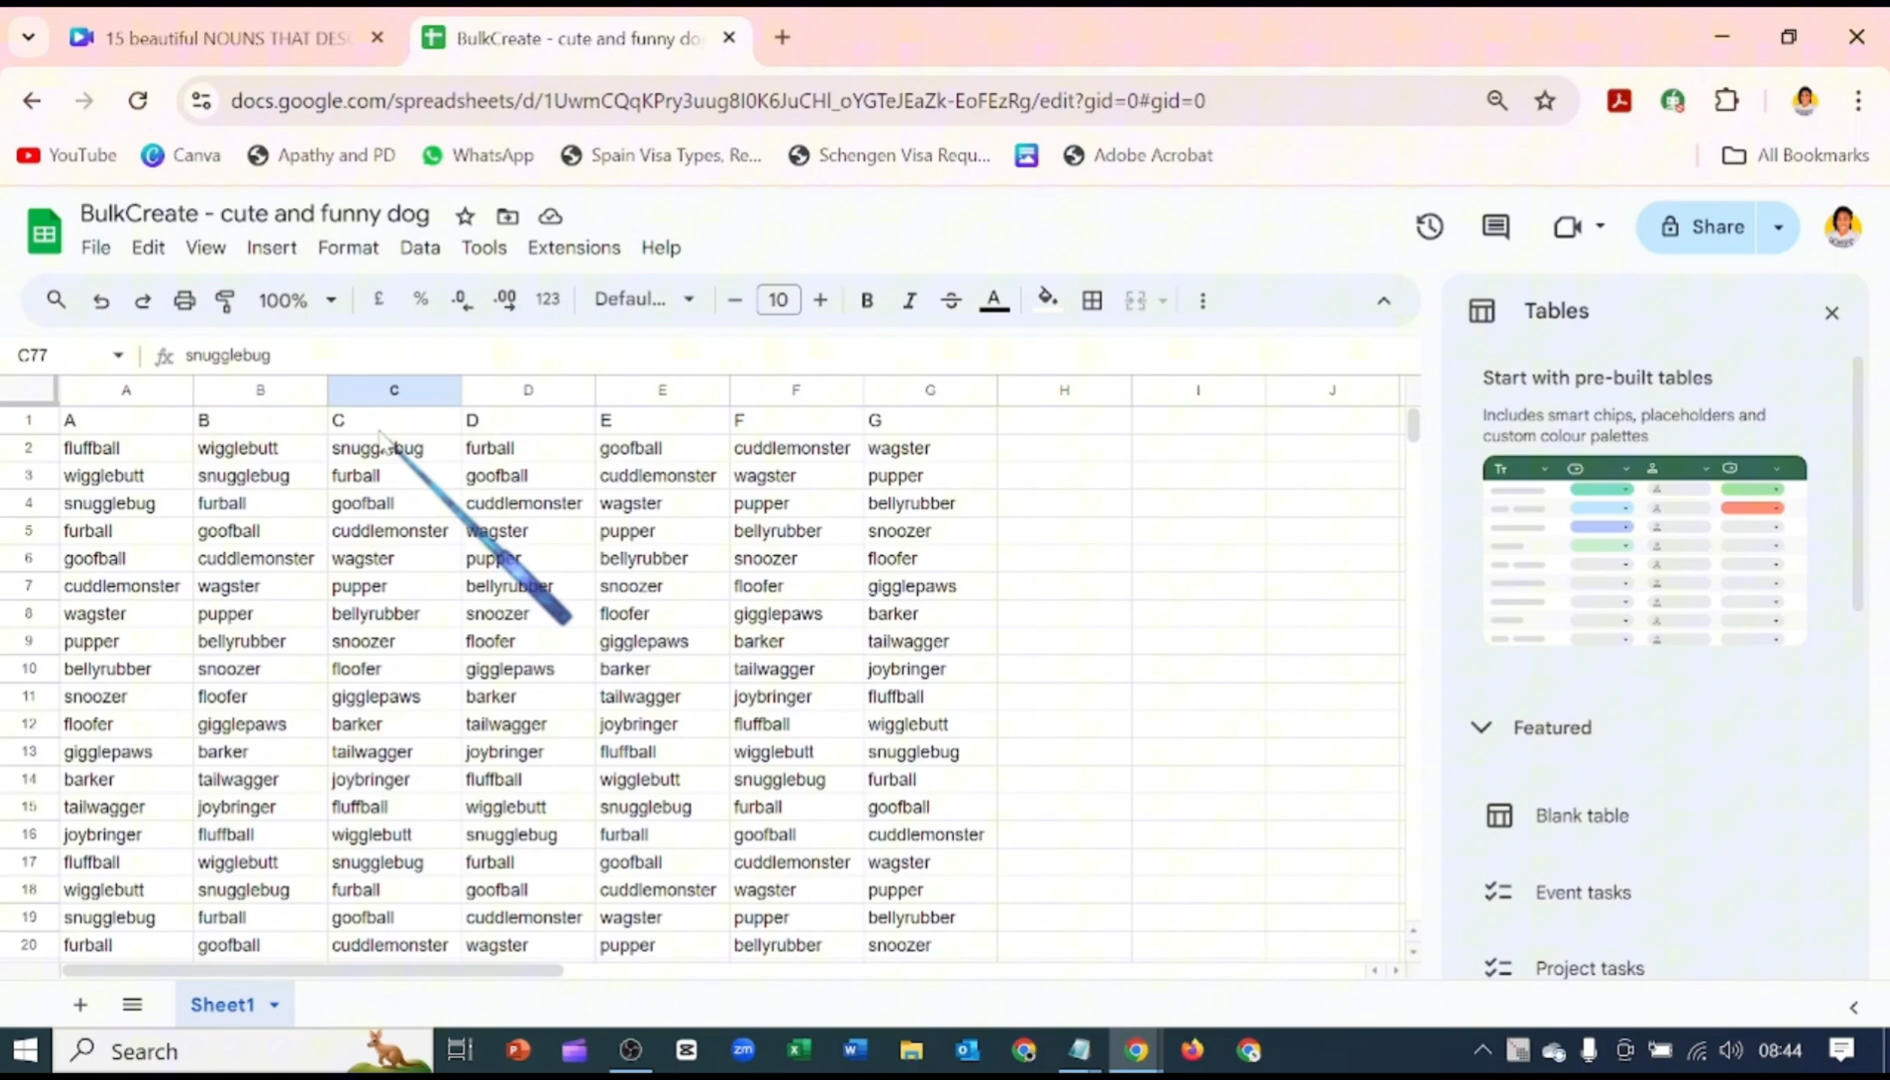 15 beautiful NOUNS THAT DESC
BulkCreate - cute and funny do
docs.google.com/spreadsheets/d/1UwmCQqKPry3uug8I0K6JuCHl_oYGTeJEaZk-EoFEzRg/edit?gid=0#gid=0
YouTube Canva Apathy and PD WhatsApp Spain Visa Types, Re... Schengen Visa Requ... Adobe Acrobat All Bookmarks
BulkCreate - cute and funny dog
File Edit View Insert Format Data Tools Extensions Help
Share
100% £ % .0 .00 123 Defaul... 10 B I A
Tables
C77 fx snugglebug
Start with pre-built tables
Includes smart chips, placeholders and
custom colour palettes
A B C D E F G H I J
1 A B C D E F G
2 fluffball wigglebutt snugglebug furball goofball cuddlemonster wagster
3 wigglebutt snugglebug furball goofball cuddlemonster wagster pupper
4 snugglebug furball goofball cuddlemonster wagster pupper bellyrubber
5 furball goofball cuddlemonster wagster pupper bellyrubber snoozer
6 goofball cuddlemonster wagster pupper bellyrubber snoozer floofer
7 cuddlemonster wagster pupper bellyrubber snoozer floofer gigglepaws
8 wagster pupper bellyrubber snoozer floofer gigglepaws barker
9 pupper bellyrubber snoozer floofer gigglepaws barker tailwagger
10 bellyrubber snoozer floofer gigglepaws barker tailwagger joybringer
11 snoozer floofer gigglepaws barker tailwagger joybringer fluffball
12 floofer gigglepaws barker tailwagger joybringer fluffball wigglebutt
13 gigglepaws barker tailwagger joybringer fluffball wigglebutt snugglebug
14 barker tailwagger joybringer fluffball wigglebutt snugglebug furball
15 tailwagger joybringer fluffball wigglebutt snugglebug furball goofball
16 joybringer fluffball wigglebutt snugglebug furball goofball cuddlemonster
17 fluffball wigglebutt snugglebug furball goofball cuddlemonster wagster
18 wigglebutt snugglebug furball goofball cuddlemonster wagster pupper
19 snugglebug furball goofball cuddlemonster wagster pupper bellyrubber
20 furball goofball cuddlemonster wagster pupper bellyrubber snoozer
Tt
Featured
Blank table
Event tasks
Project tasks
Sheet1
Search
zm
08:44